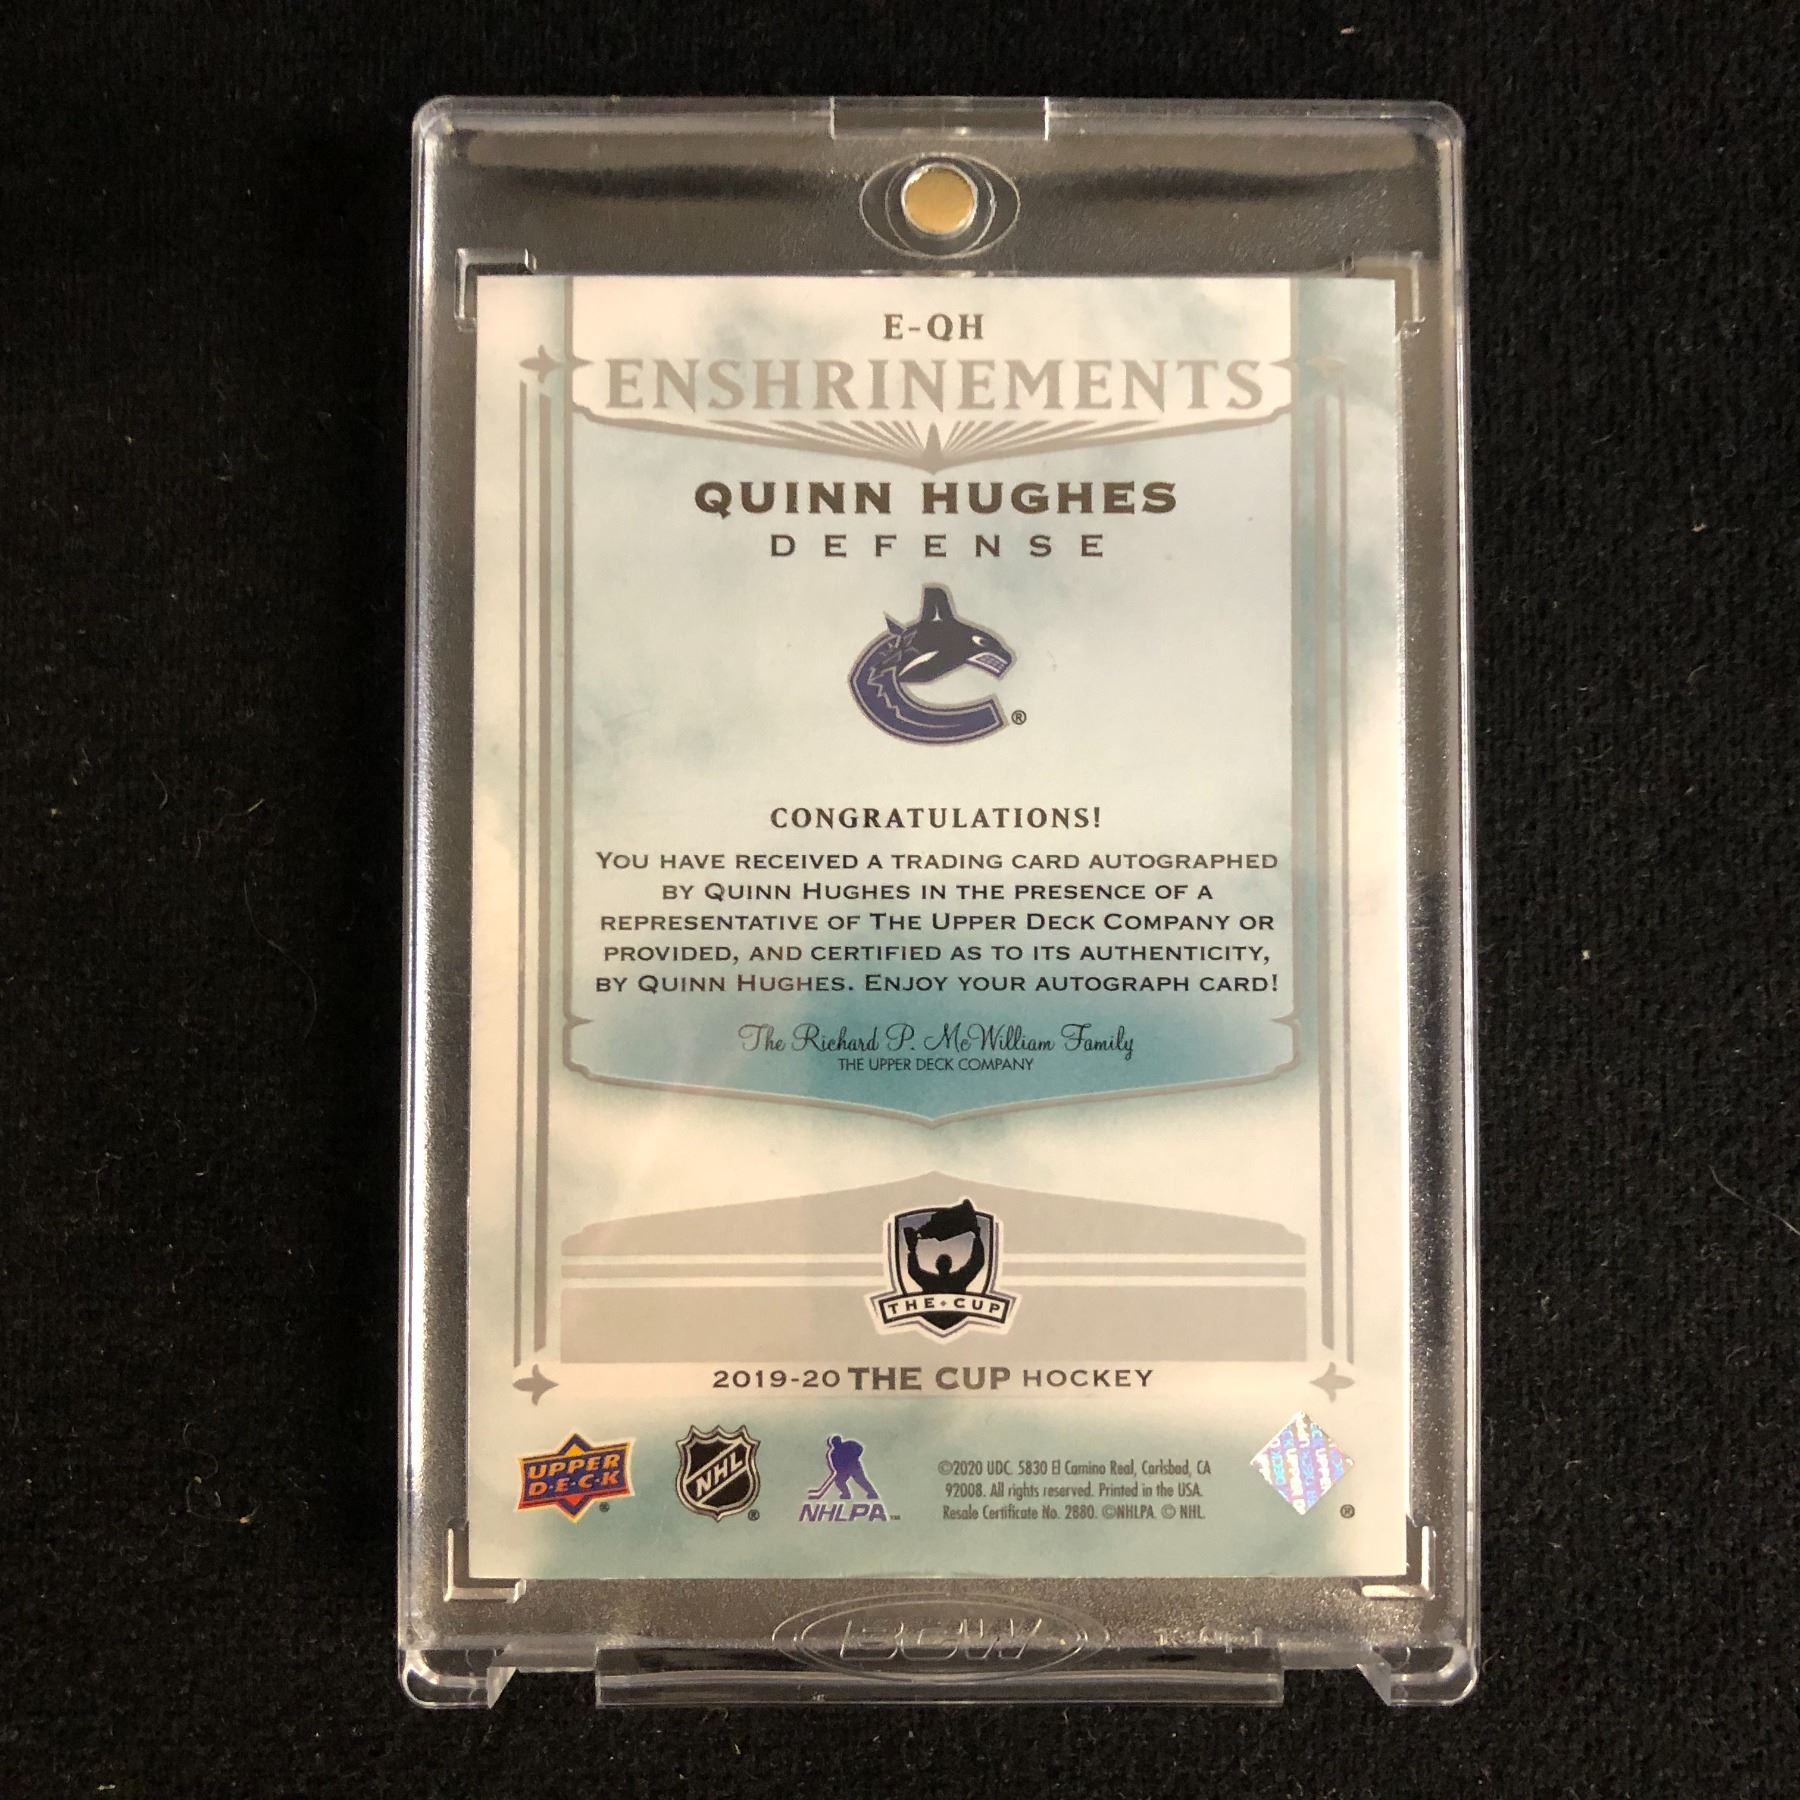 E-QH
ENSHRINEMENTS
QUINN HUGHES
DEFENSE
®
CONGRATULATIONS!
YOU HAVE RECEIVED A TRADING CARD AUTOGRAPHED
BY QUINN HUGHES IN THE PRESENCE OF A
REPRESENTATIVE OF THE UPPER DECK COMPANY OR
PROVIDED, AND CERTIFIED AS TO ITS AUTHENTICITY,
BY QUINN HUGHES. ENJOY YOUR AUTOGRAPH CARD!
The Richard P. McWilliam Family
THE UPPER DECK COMPANY
THE CUP
2019-20 THE CUP HOCKEY
UPPER
D·E·C·K
®
NHL
®
NHLPA™
©2020 UDC. 5830 El Camino Real, Carlsbad, CA
92008. All rights reserved. Printed in the USA.
Resale Certificate No. 2880. ©NHLPA. © NHL.
®
BCW